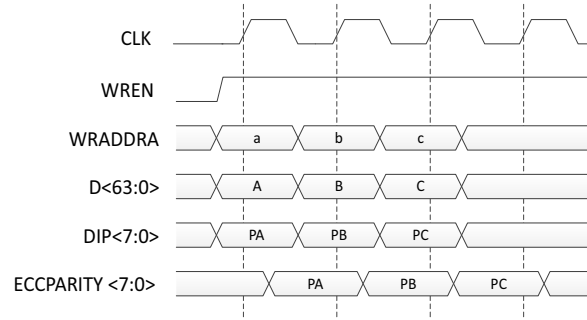 CLK
WREN
WRADDRA a b c
D<63:0> A B C
DIP<7:0> PA PB PC
ECCPARITY <7:0> PA PB PC